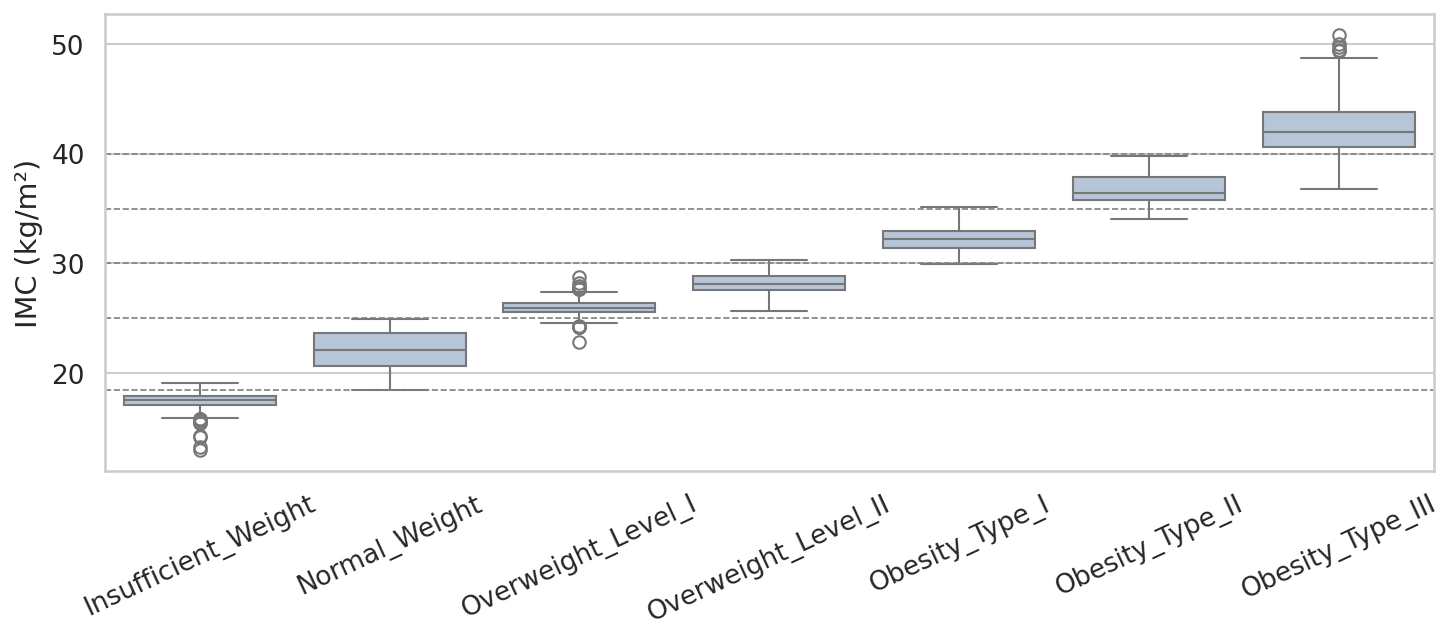 IMC (kg/m²)
50
40
30
20
Insufficient_Weight
Normal_Weight
Overweight_Level_I
Overweight_Level_II
Obesity_Type_I
Obesity_Type_II
Obesity_Type_III